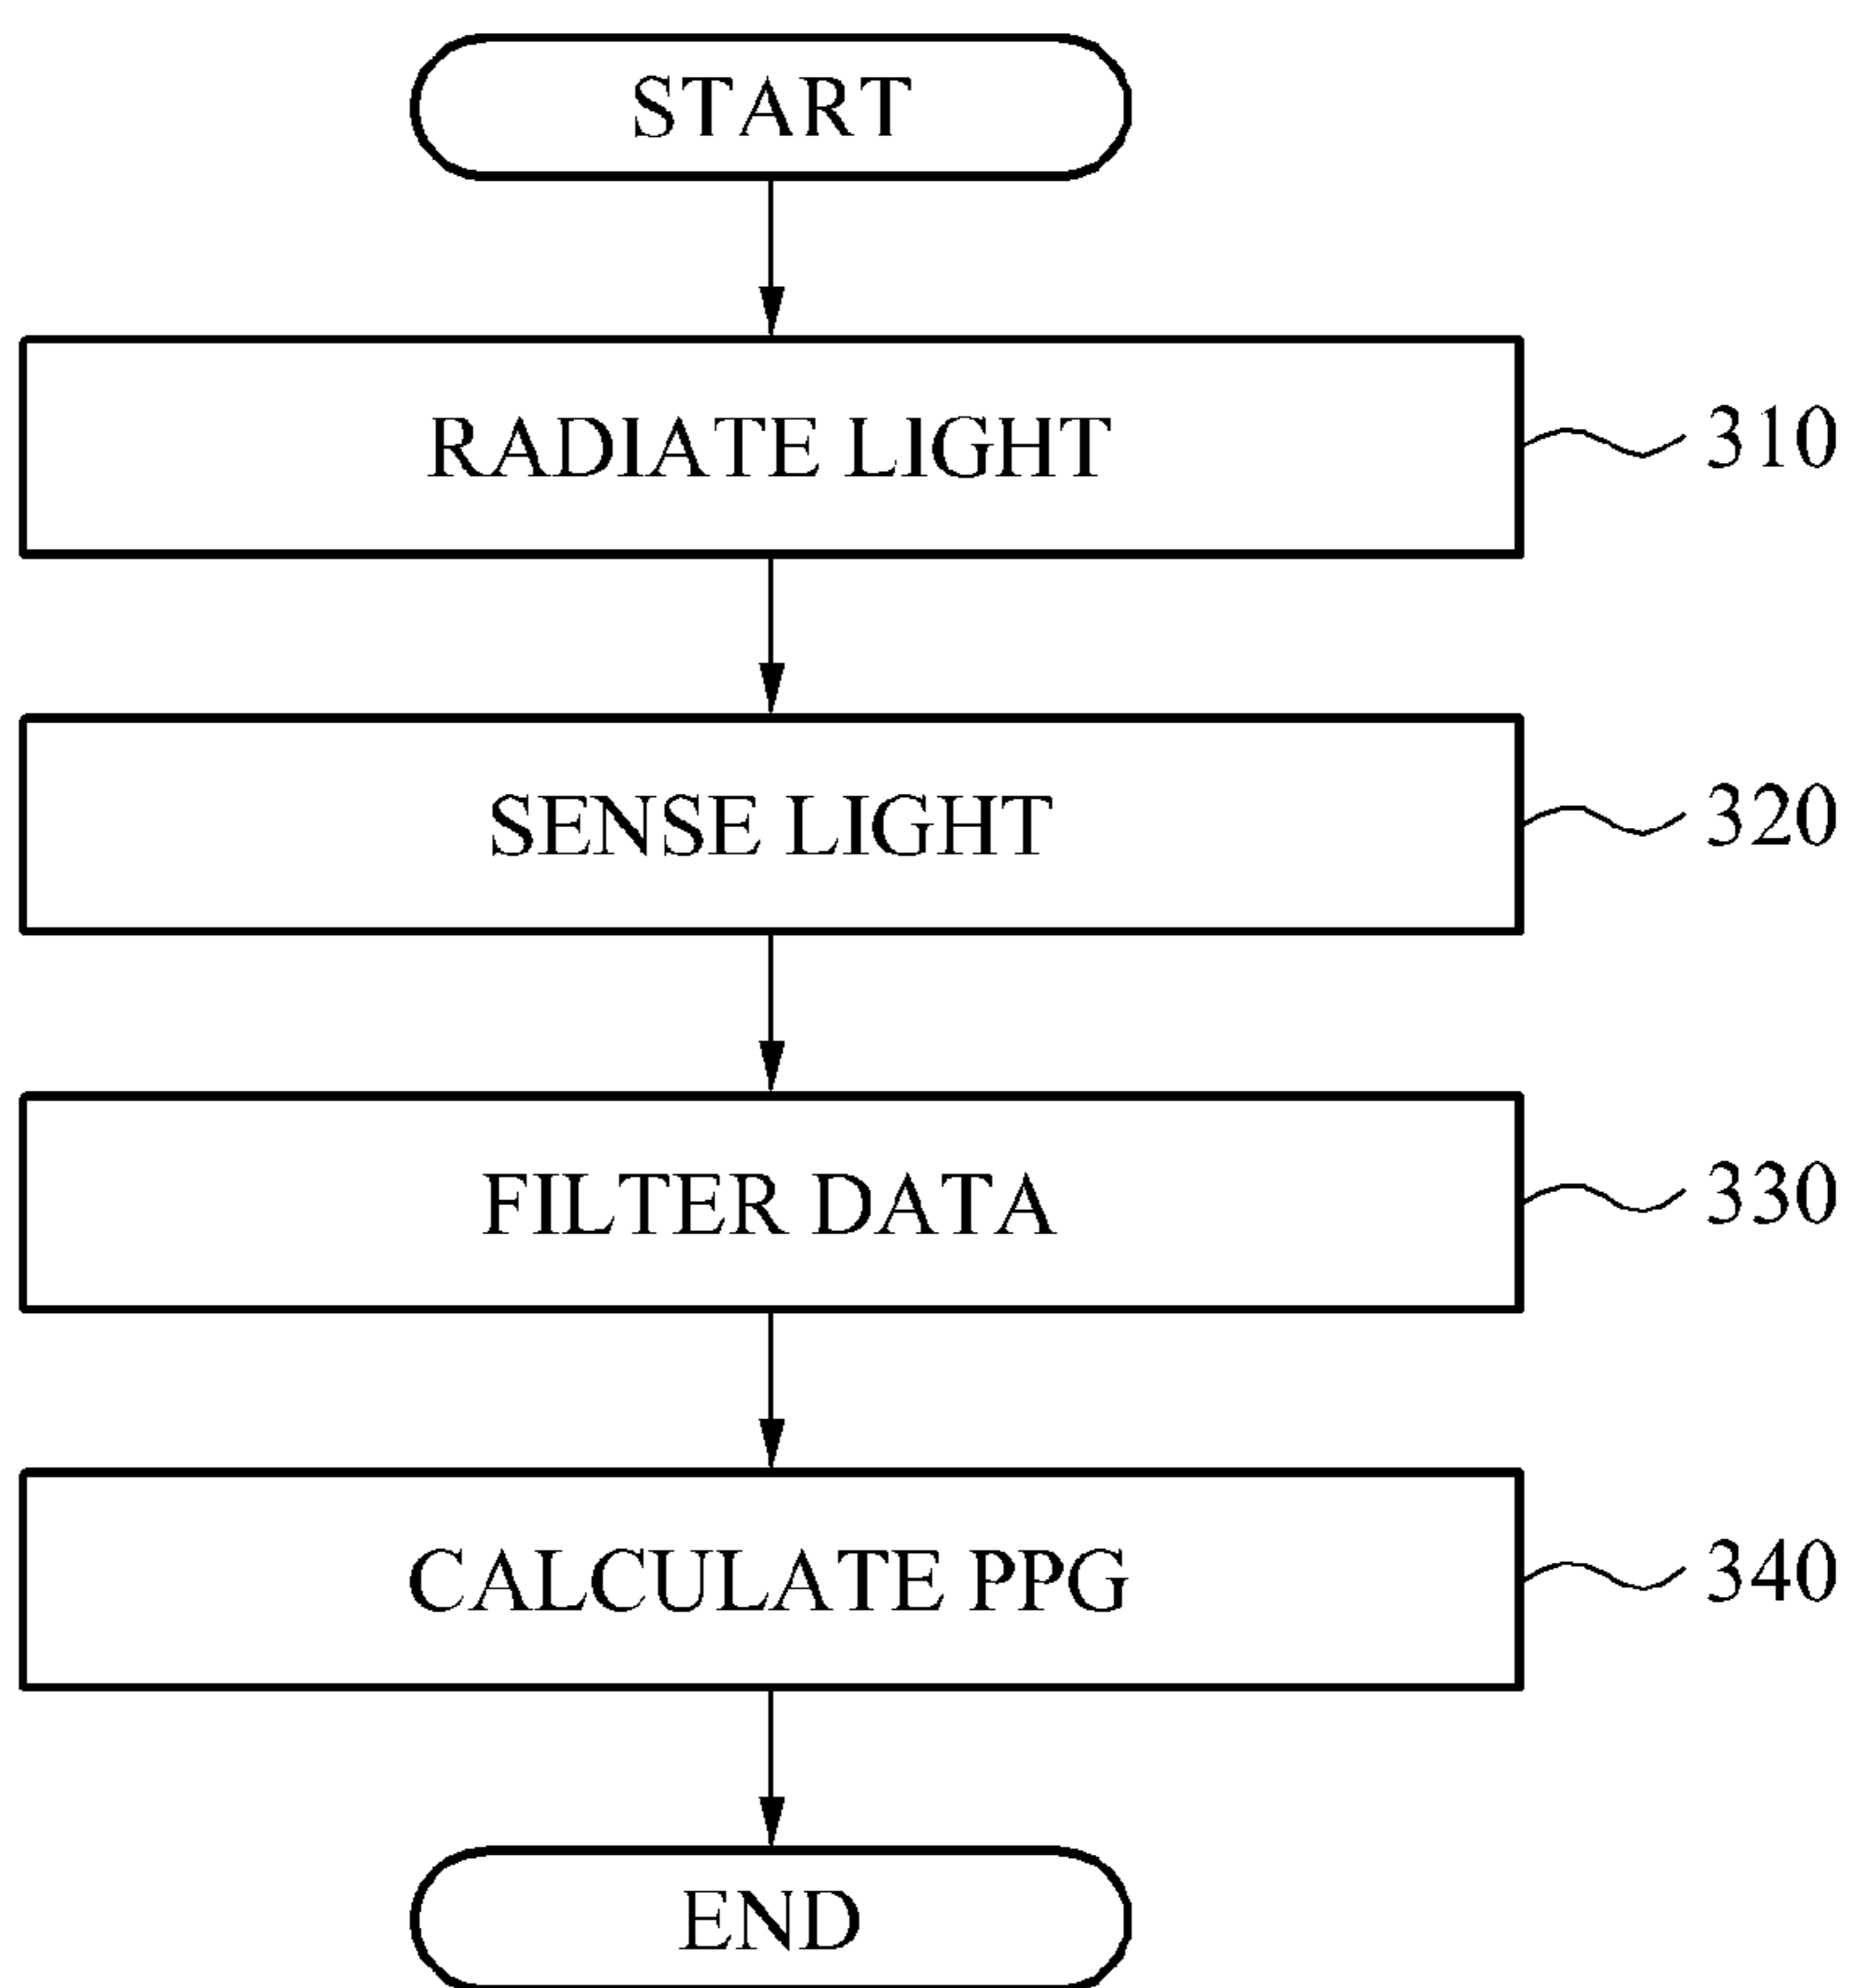 START
RADIATE LIGHT
310
SENSE LIGHT
320
FILTER DATA
330
CALCULATE PPG
340
END